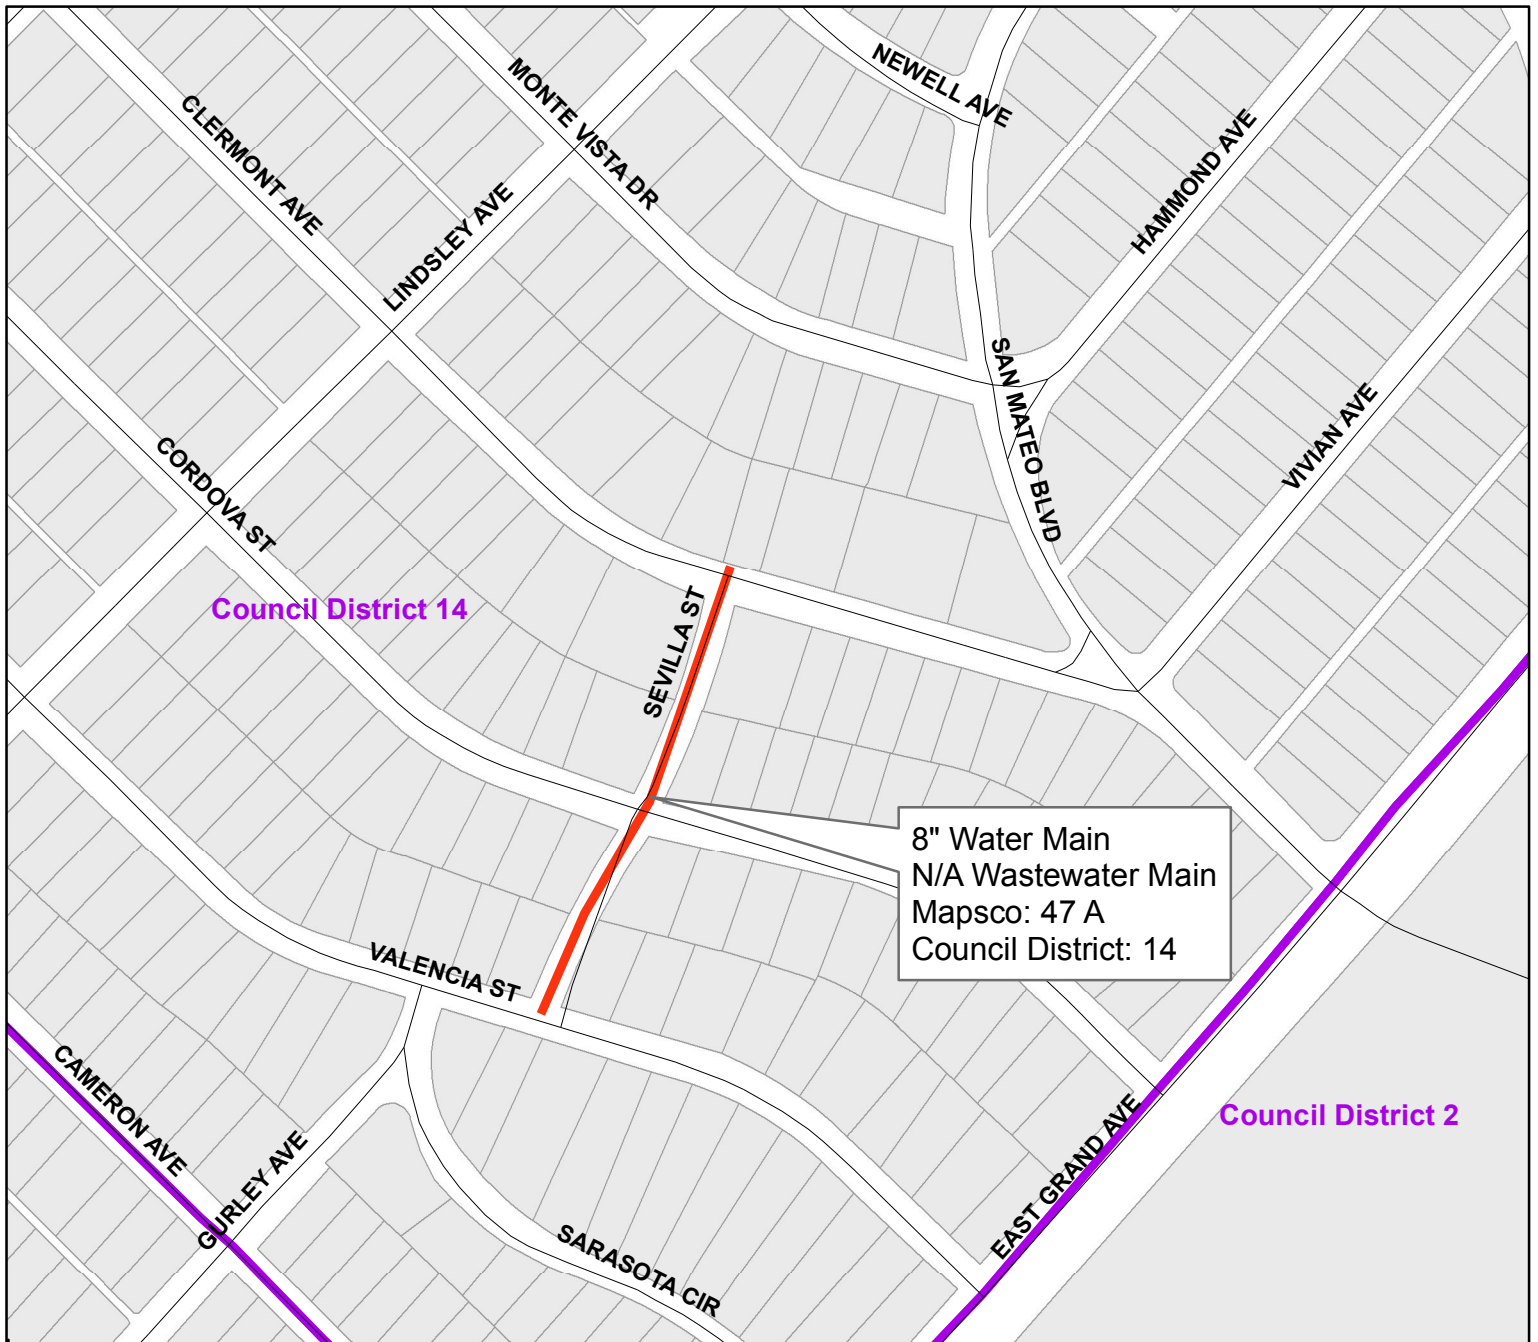 NEWELL AVE
MONTE VISTA DR
CLERMONT AVE
HAMMOND AVE
LINDSLEY AVE
SAN MATEO BLVD
VIVIAN AVE
CORDOVA ST
Council District 14
SEVILLA ST
8" Water Main
N/A Wastewater Main
Mapsco: 47 A
Council District: 14
VALENCIA ST
CAMERON AVE
GURLEY AVE
EAST GRAND AVE
Council District 2
SARASOTA CIR